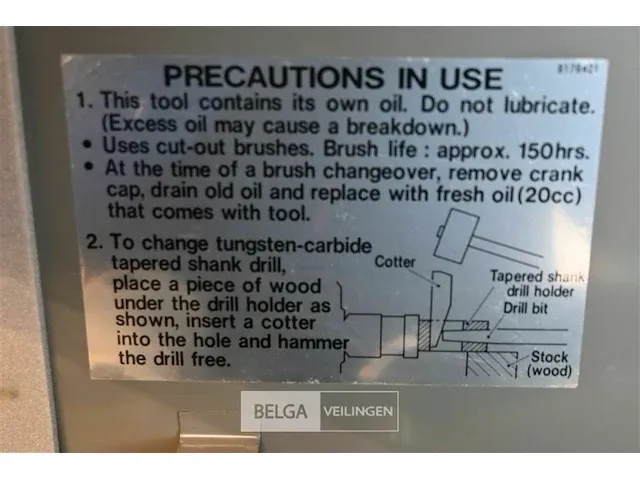 8178421
PRECAUTIONS IN USE
1. This tool contains its own oil. Do not lubricate.
(Excess oil may cause a breakdown.)
• Uses cut-out brushes. Brush life : approx. 150hrs.
• At the time of a brush changeover, remove crank
cap, drain old oil and replace with fresh oil (20cc)
that comes with tool.
2. To change tungsten-carbide
tapered shank drill,
place a piece of wood
under the drill holder as
shown, insert a cotter
into the hole and hammer
the drill free.
Cotter
Tapered shank
drill holder
Drill bit
Stock
(wood)
BELGA VEILINGEN